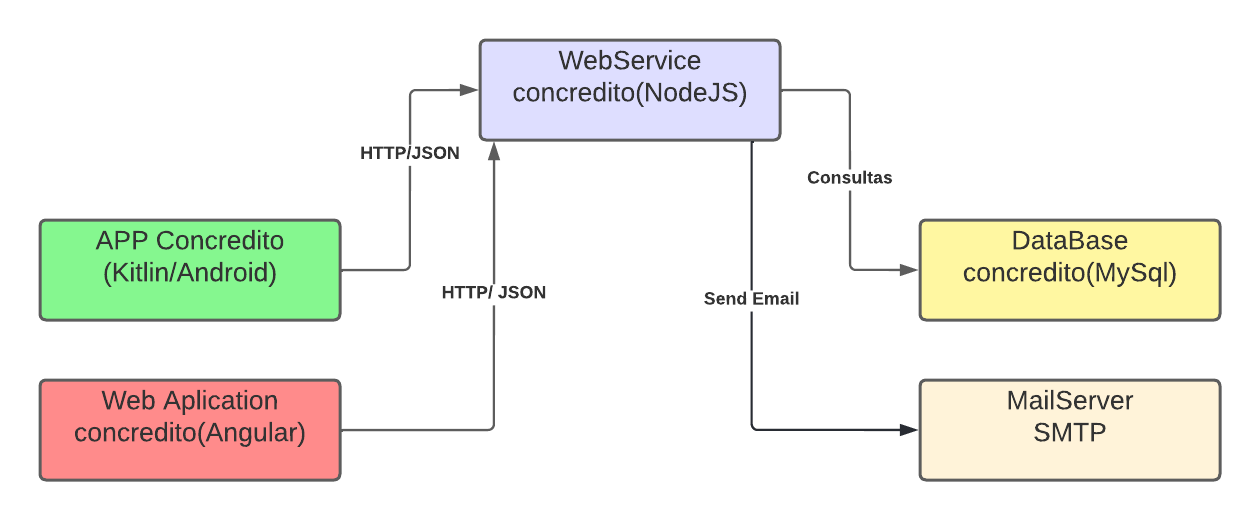 WebService
concredito(NodeJS)
HTTP/JSON
Consultas
APP Concredito
(Kitlin/Android)
DataBase
concredito(MySql)
HTTP/ JSON
Send Email
Web Aplication
concredito(Angular)
MailServer
SMTP